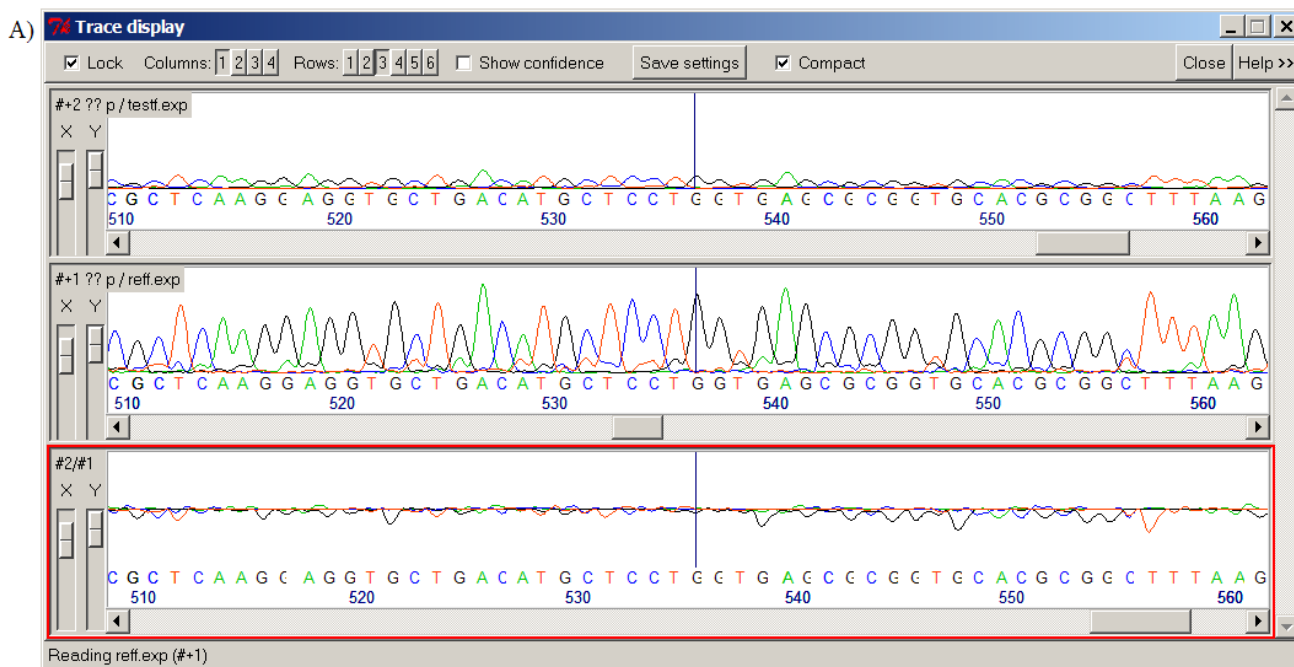 A)
Trace display
Lock Columns: 1 2 3 4 Rows: 1 2 3 4 5 6 Show confidence Save settings Compact Close Help >>
#+2 ?? p / testf.exp
X Y
C G C T C A A G G A G G T G C T G A C A T G C T C C T G G T G A G C G C G G T G C A C G C G G C T T T A A G
510 520 530 540 550 560
#+1 ?? p / reff.exp
X Y
C G C T C A A G G A G G T G C T G A C A T G C T C C T G G T G A G C G C G G T G C A C G C G G C T T T A A G
510 520 530 540 550 560
#2/#1
X Y
C G C T C A A G G A G G T G C T G A C A T G C T C C T G G T G A G C G C G G T G C A C G C G G C T T T A A G
510 520 530 540 550 560
Reading reff.exp (#+1)